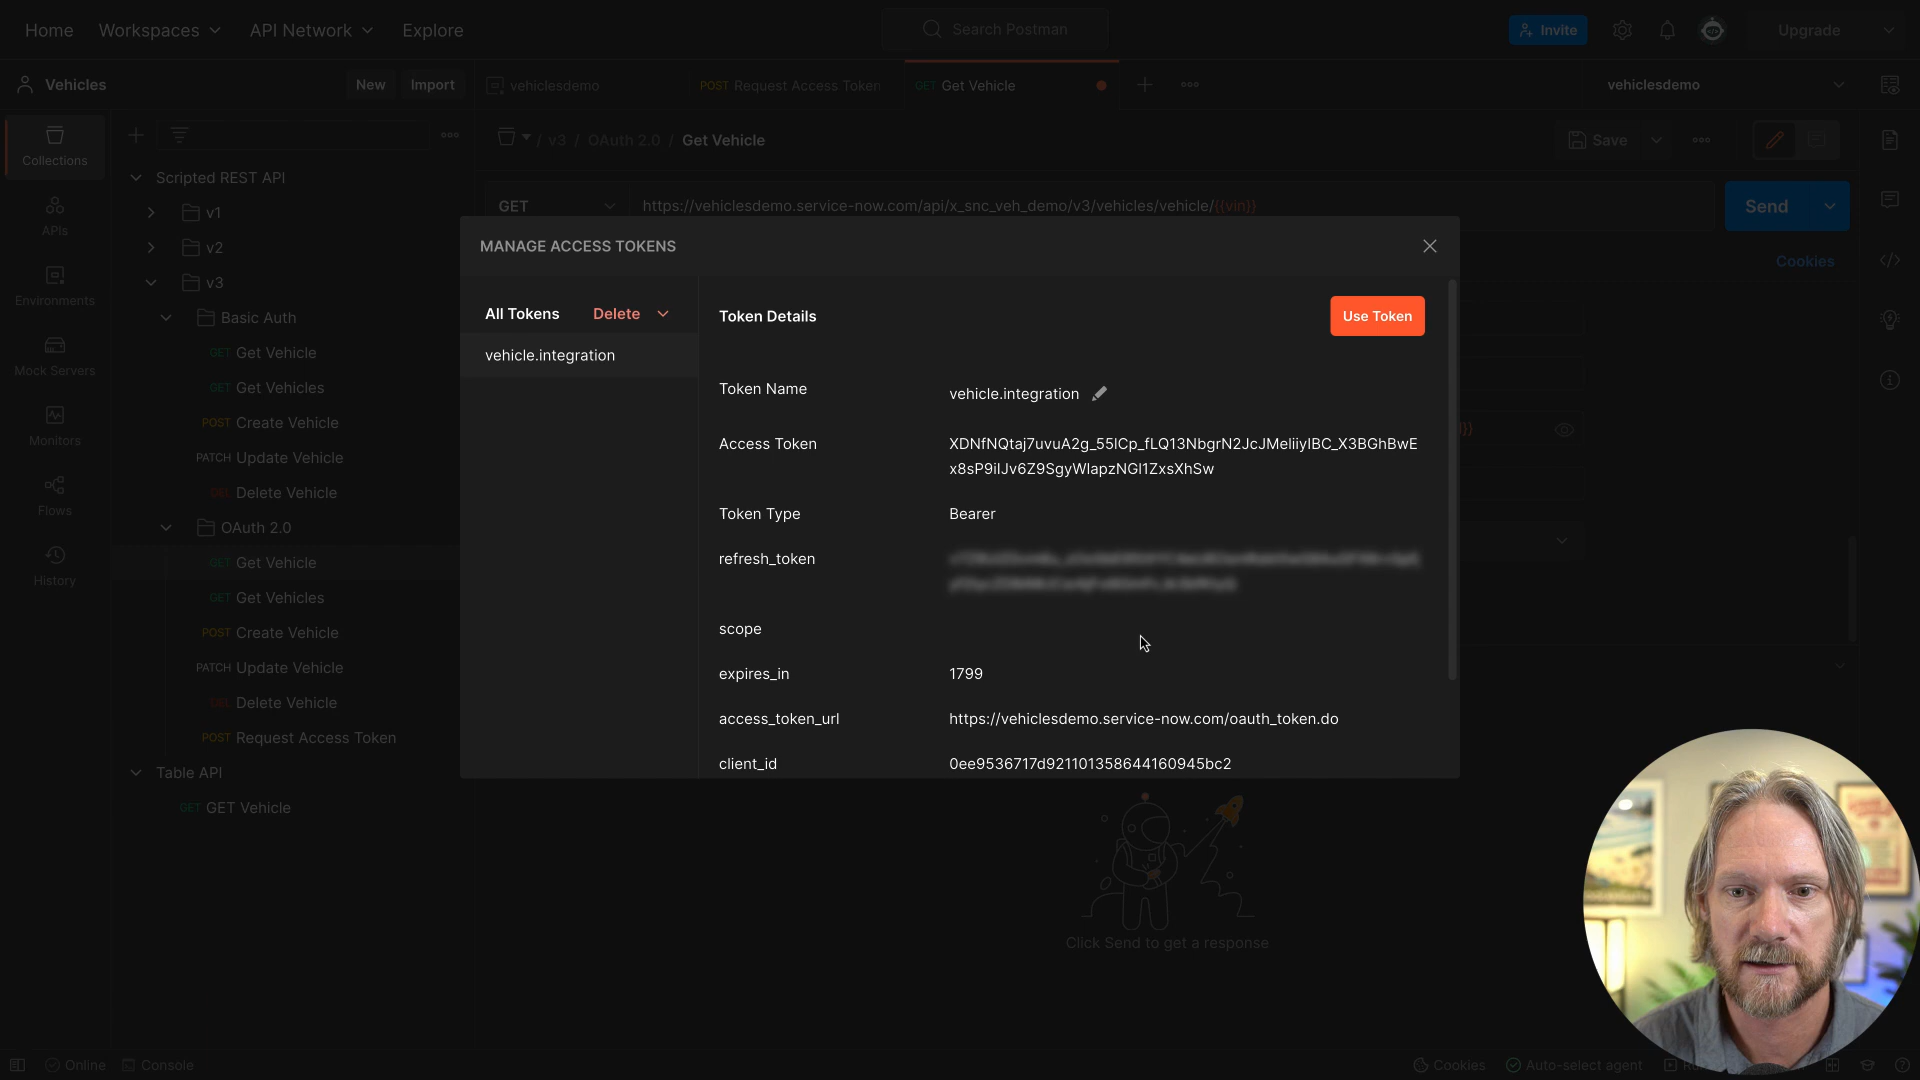 Home Workspaces API Network Explore Search Postman Invite Upgrade
Vehicles New Import vehiclesdemo POST Request Access Token GET Get Vehicle vehiclesdemo
Collections
APIs
Environments
Mock Servers
Monitors
Flows
History
Scripted REST API
v1
v2
v3
Basic Auth
GET Get Vehicle
GET Get Vehicles
POST Create Vehicle
PATCH Update Vehicle
DEL Delete Vehicle
OAuth 2.0
GET Get Vehicle
GET Get Vehicles
POST Create Vehicle
PATCH Update Vehicle
DEL Delete Vehicle
POST Request Access Token
Table API
GET GET Vehicle
/ v3 / OAuth 2.0 / Get Vehicle Save
GET https://vehiclesdemo.service-now.com/api/x_snc_veh_demo/v3/vehicles/vehicle/{{vin}} Send
Cookies
MANAGE ACCESS TOKENS
All Tokens Delete
vehicle.integration
Token Details Use Token
Token Name vehicle.integration
Access Token
Token Type Bearer
refresh_token
scope
expires_in 1799
access_token_url https://vehiclesdemo.service-now.com/oauth_token.do
client_id 0ee9536717d921101358644160945bc2
Click Send to get a response
Online Console Cookies Auto-select agent